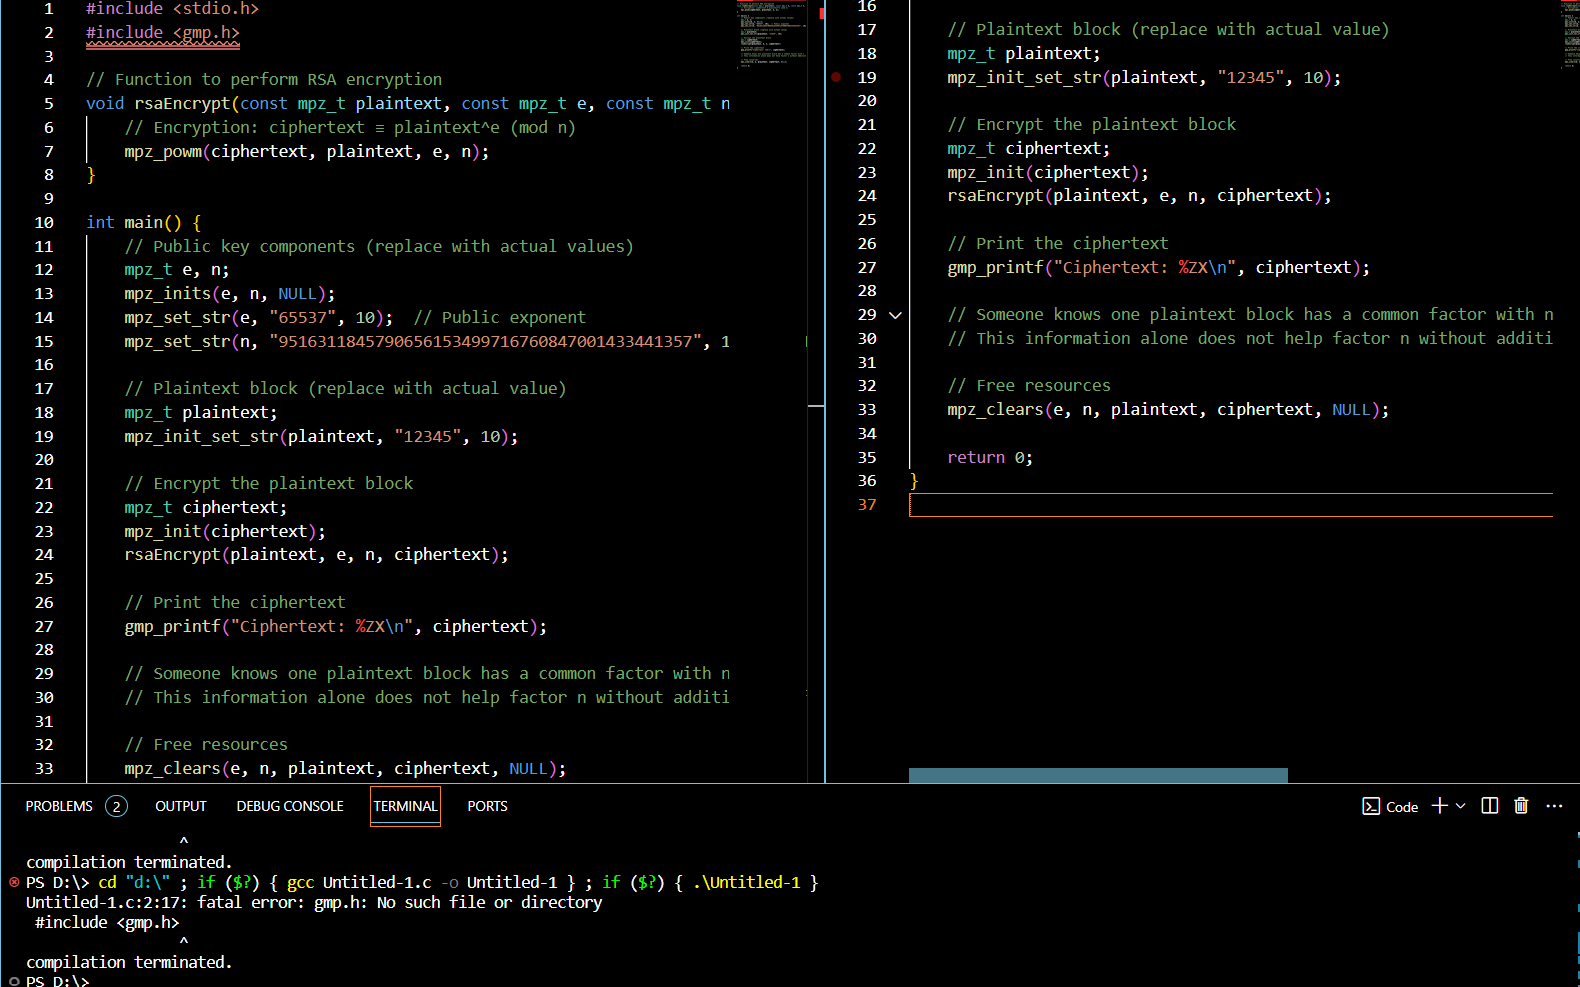 1 #include <stdio.h>
2 #include <gmp.h>
3
4 // Function to perform RSA encryption
5 void rsaEncrypt(const mpz_t plaintext, const mpz_t e, const mpz_t n
6 // Encryption: ciphertext ≡ plaintext^e (mod n)
7 mpz_powm(ciphertext, plaintext, e, n);
8 }
9
10 int main() {
11 // Public key components (replace with actual values)
12 mpz_t e, n;
13 mpz_inits(e, n, NULL);
14 mpz_set_str(e, "65537", 10);  // Public exponent
15 mpz_set_str(n, "95163118457906561534997167608470014334413​57", 1
16
17 // Plaintext block (replace with actual value)
18 mpz_t plaintext;
19 mpz_init_set_str(plaintext, "12345", 10);
20
21 // Encrypt the plaintext block
22 mpz_t ciphertext;
23 mpz_init(ciphertext);
24 rsaEncrypt(plaintext, e, n, ciphertext);
25
26 // Print the ciphertext
27 gmp_printf("Ciphertext: %ZX\n", ciphertext);
28
29 // Someone knows one plaintext block has a common factor with n
30 // This information alone does not help factor n without additi
31
32 // Free resources
33 mpz_clears(e, n, plaintext, ciphertext, NULL);
16
17 // Plaintext block (replace with actual value)
18 mpz_t plaintext;
19 mpz_init_set_str(plaintext, "12345", 10);
20
21 // Encrypt the plaintext block
22 mpz_t ciphertext;
23 mpz_init(ciphertext);
24 rsaEncrypt(plaintext, e, n, ciphertext);
25
26 // Print the ciphertext
27 gmp_printf("Ciphertext: %ZX\n", ciphertext);
28
29 // Someone knows one plaintext block has a common factor with n
30 // This information alone does not help factor n without additi
31
32 // Free resources
33 mpz_clears(e, n, plaintext, ciphertext, NULL);
34
35 return 0;
36 }
37
PROBLEMS 2 OUTPUT DEBUG CONSOLE TERMINAL PORTS Code
^
compilation terminated.
PS D:\> cd "d:\" ; if ($?) { gcc Untitled-1.c -o Untitled-1 } ; if ($?) { .\Untitled-1 }
Untitled-1.c:2:17: fatal error: gmp.h: No such file or directory
#include <gmp.h>
^
compilation terminated.
PS D:\>